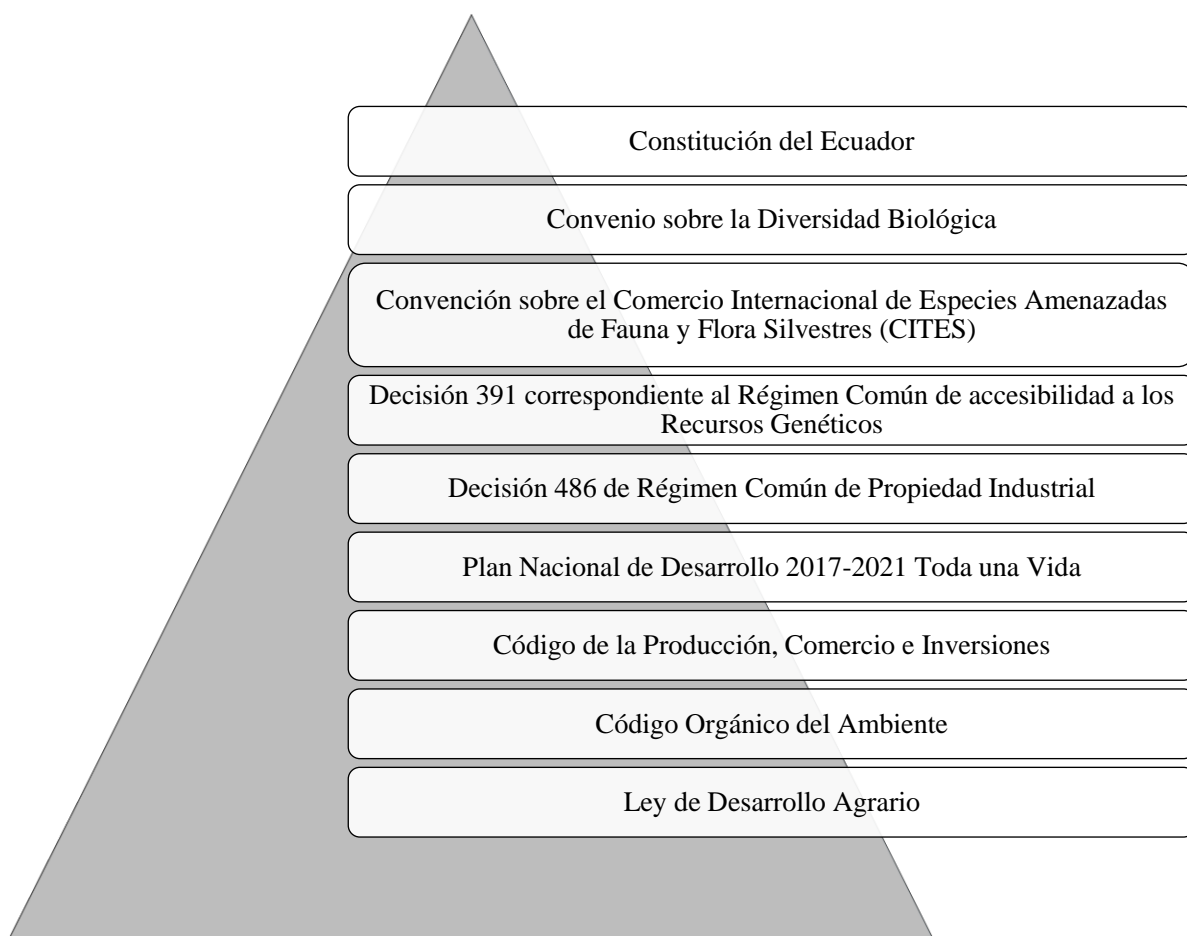 Constitución del Ecuador
Convenio sobre la Diversidad Biológica
Convención sobre el Comercio Internacional de Especies Amenazadas
de Fauna y Flora Silvestres (CITES)
Decisión 391 correspondiente al Régimen Común de accesibilidad a los
Recursos Genéticos
Decisión 486 de Régimen Común de Propiedad Industrial
Plan Nacional de Desarrollo 2017-2021 Toda una Vida
Código de la Producción, Comercio e Inversiones
Código Orgánico del Ambiente
Ley de Desarrollo Agrario